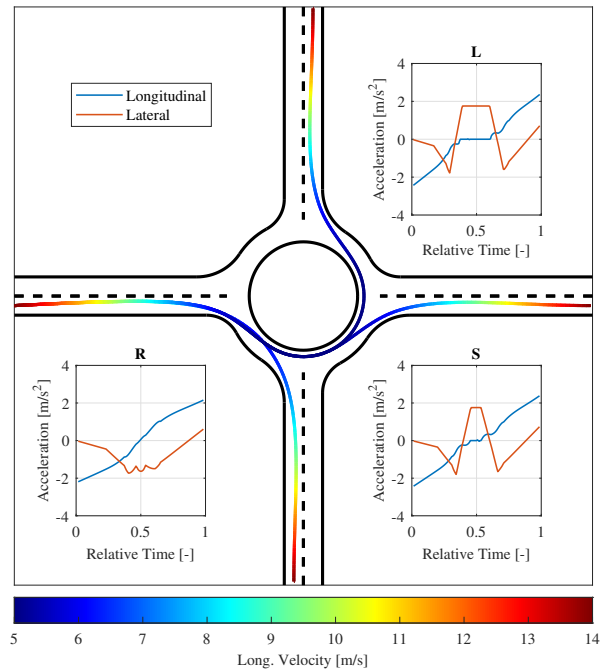 L
4
2
0
-2
-4
Acceleration [m/s²]
0 0.5 1
Relative Time [-]
Longitudinal
Lateral
R
4
2
0
-2
-4
Acceleration [m/s²]
0 0.5 1
Relative Time [-]
S
4
2
0
-2
-4
Acceleration [m/s²]
0 0.5 1
Relative Time [-]
5 6 7 8 9 10 11 12 13 14
Long. Velocity [m/s]